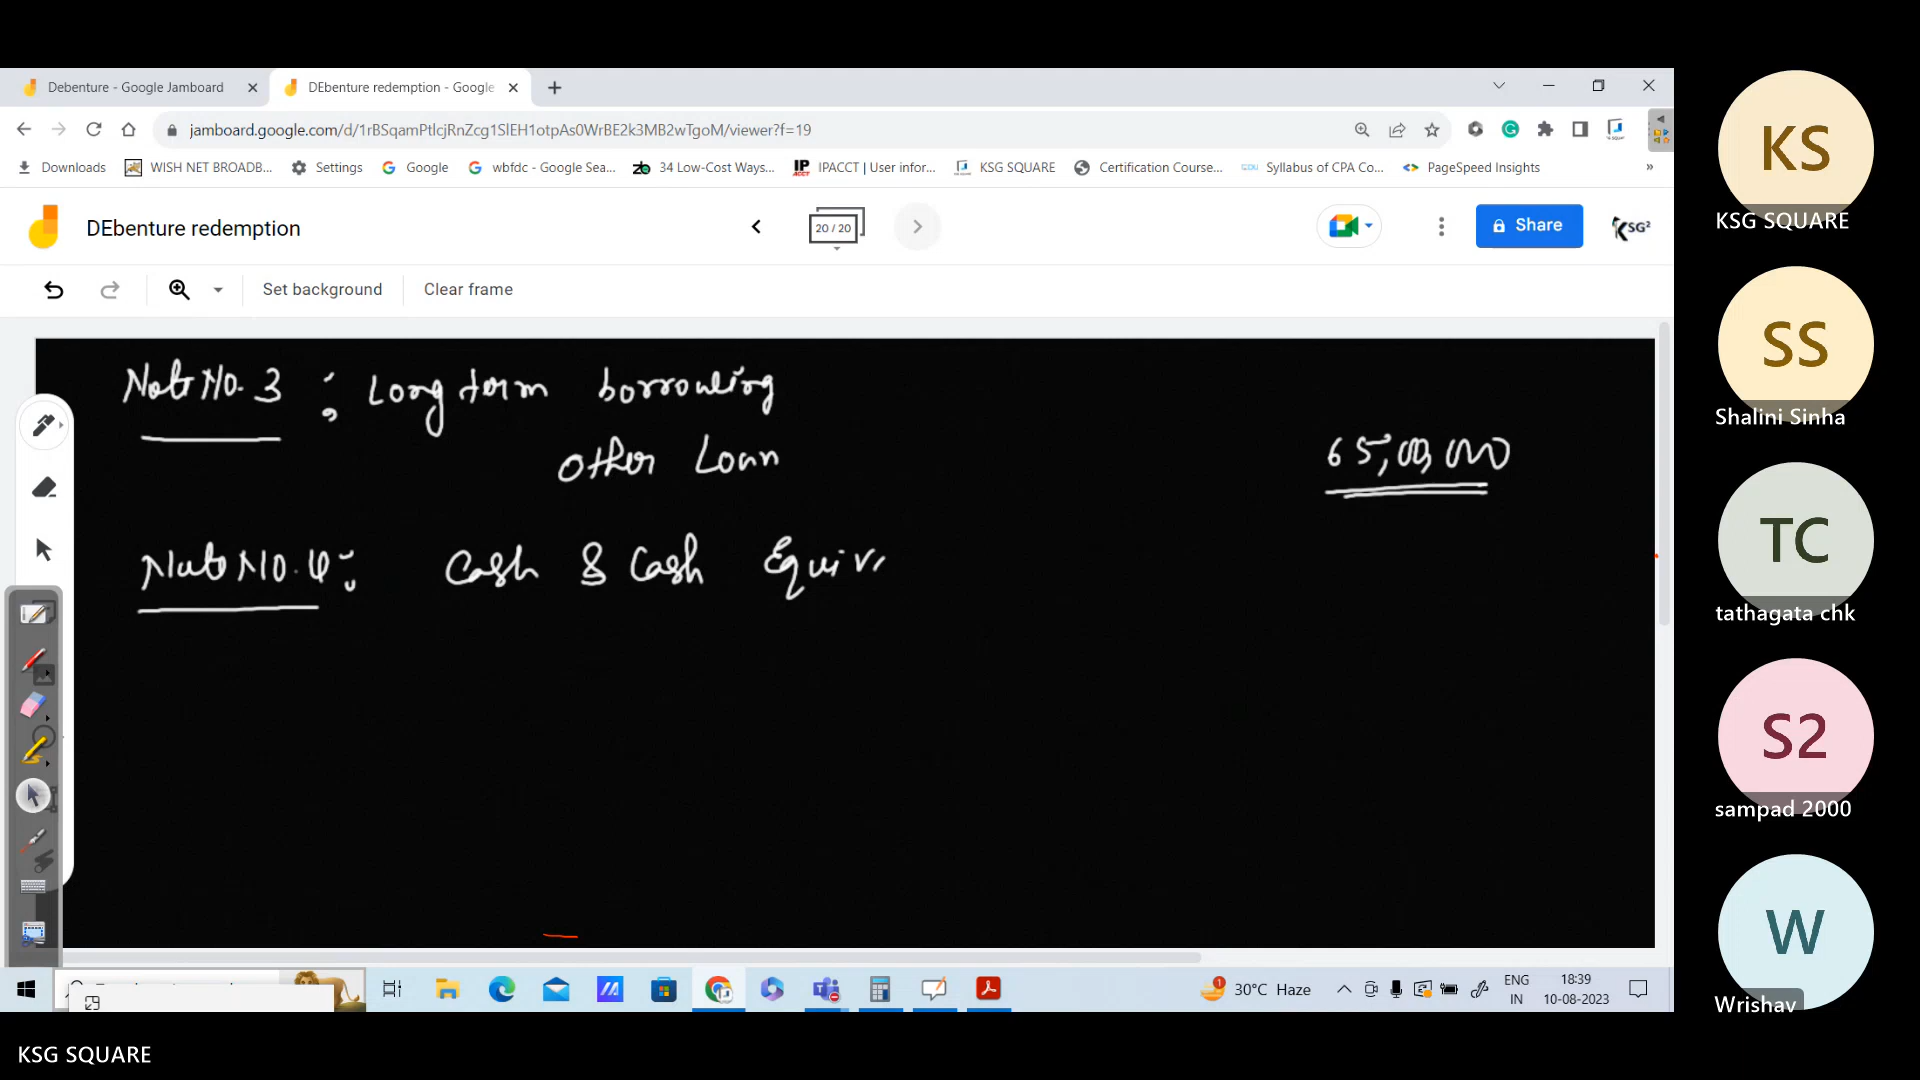 Debenture - Google Jamboard
DEbenture redemption - Google
jamboard.google.com/d/1rBSqamPtlcjRnZcg1SlEH1otpAs0WrBE2k3MB2wTgoM/viewer?f=19
Downloads WISH NET BROADB... Settings Google wbfdc - Google Sea... 34 Low-Cost Ways... IPACCT | User infor... KSG SQUARE Certification Course... Syllabus of CPA Co... PageSpeed Insights »
DEbenture redemption
20 / 20
Share
KSG²
Set background Clear frame
Note No. 3 : Long term borrowing
Other Loan 65,00,000
Note No. 4: Cash & Cash Equiv
30°C Haze
ENG
IN
18:39
10-08-2023
KS
KSG SQUARE
SS
Shalini Sinha
TC
tathagata chk
S2
sampad 2000
W
Wrishav
KSG SQUARE